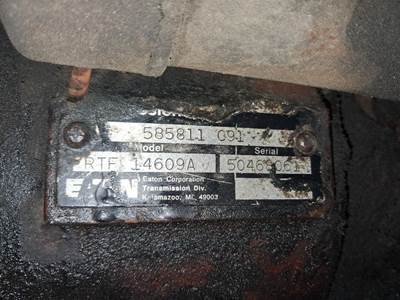 585811 091
Model Serial
RTF 14609A
EATON Eaton Corporation
Transmission Div.
Kalamazoo, MI. 49003